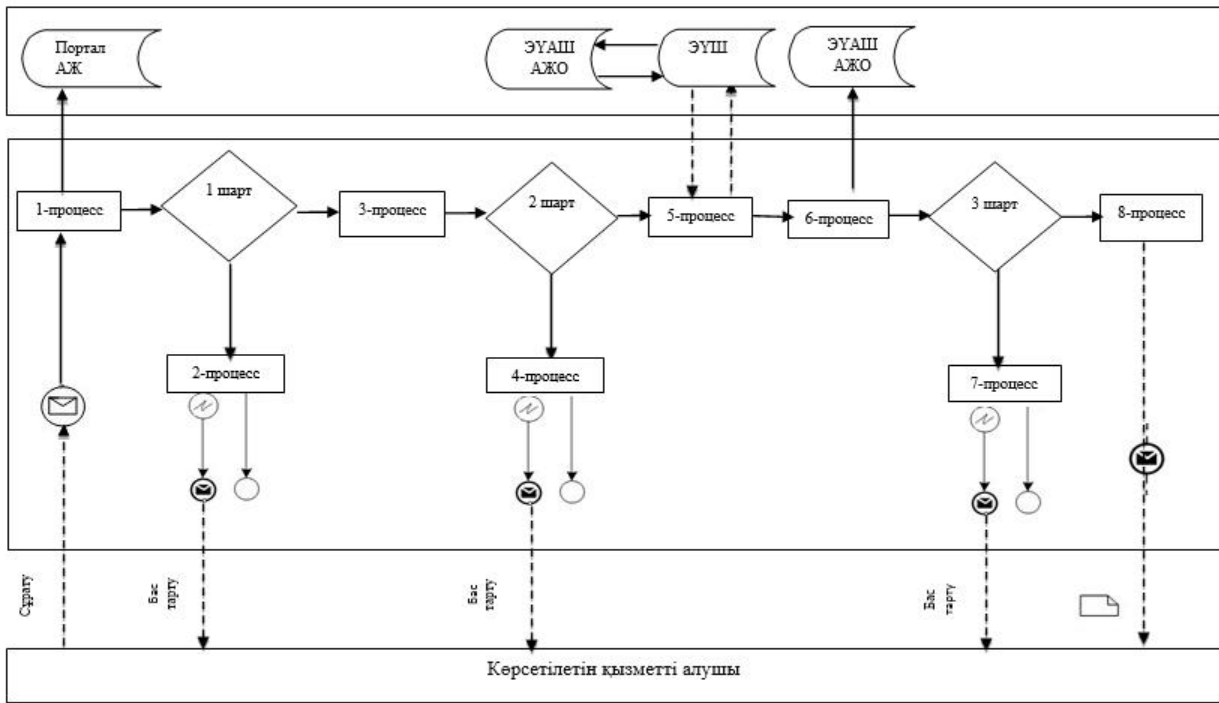 Портал
АЖ
ЭҮАШ
АЖО
ЭҮШ
ЭҮАШ
АЖО
1-процесс
1 шарт
3-процесс
2 шарт
5-процесс
6-процесс
3 шарт
8-процесс
2-процесс
4-процесс
7-процесс
Сұрату
Бас
тарту
Бас
тарту
Бас
тарту
Көрсетілетін қызметті алушы